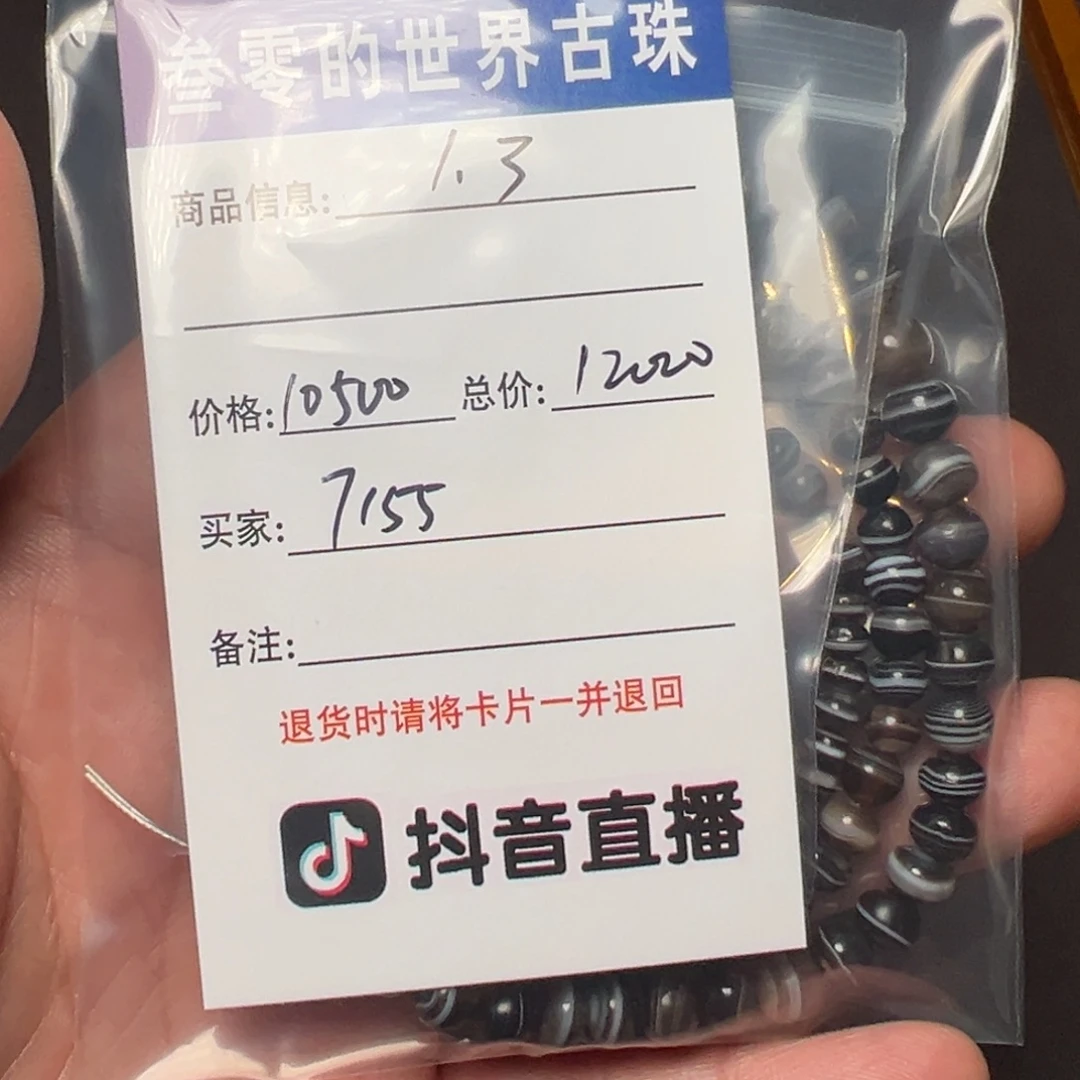 叁零的世界古珠
商品信息: 1.3
价格: 10500 总价: 12000
买家: 7155
备注:
退货时请将卡片一并退回
抖音直播